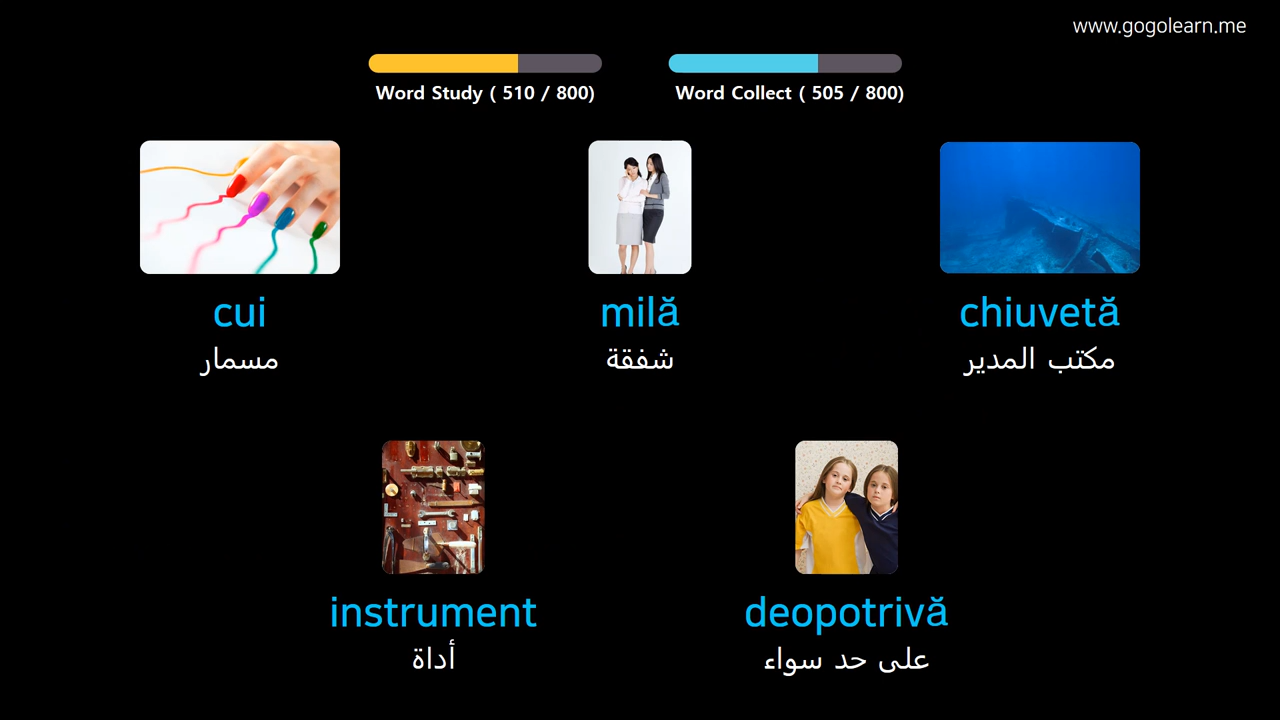 www.gogolearn.me
Word Study ( 510 / 800)
Word Collect ( 505 / 800)
cui
milă
chiuvetă
مسمار
شفقة
مكتب المدير
instrument
deopotrivă
أداة
على حد سواء